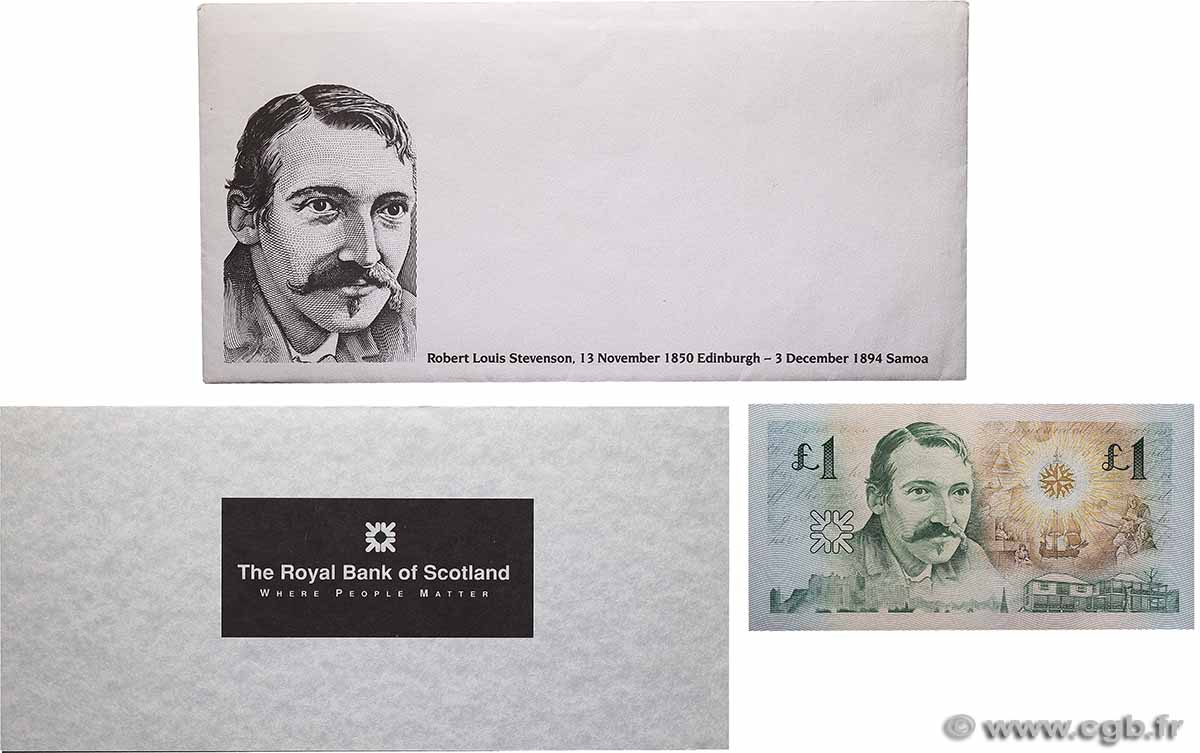 Robert Louis Stevenson, 13 November 1850 Edinburgh – 3 December 1894 Samoa
The Royal Bank of Scotland
WHERE PEOPLE MATTER
£1 £1
© www.cgb.fr